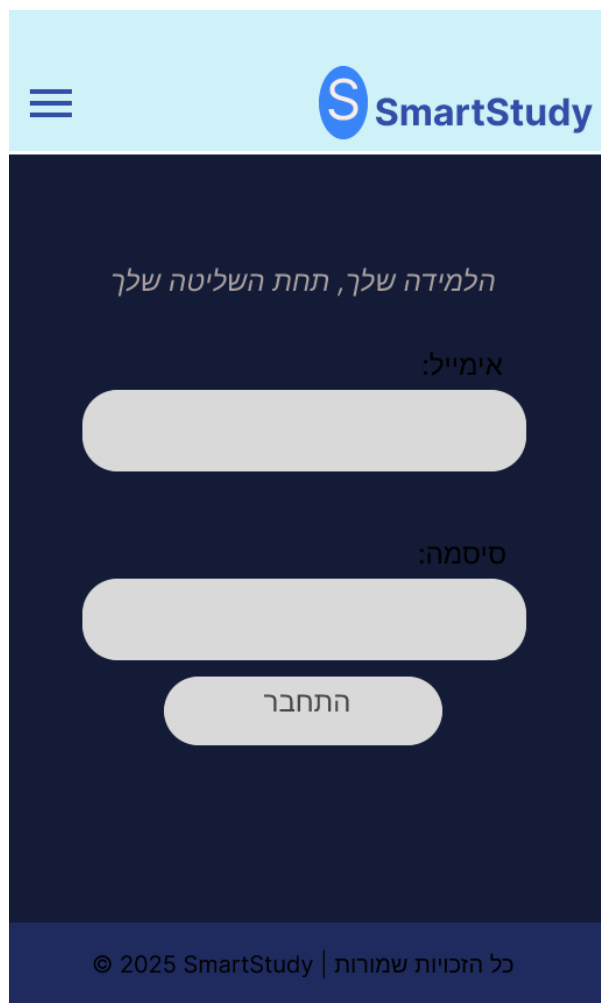 S SmartStudy
הלמידה שלך, תחת השליטה שלך
אימייל:
סיסמה:
התחבר
כל הזכויות שמורות | SmartStudy 2025 ©